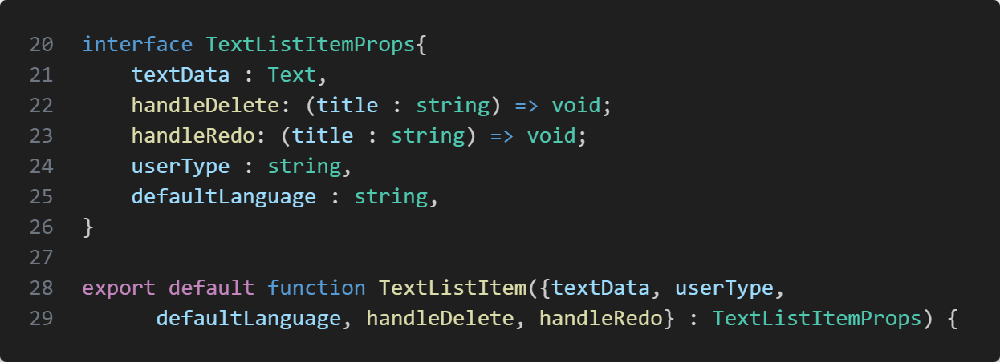 20 interface TextListItemProps{
21     textData : Text,
22     handleDelete: (title : string) => void;
23     handleRedo: (title : string) => void;
24     userType : string,
25     defaultLanguage : string,
26 }
27
28 export default function TextListItem({textData, userType,
29       defaultLanguage, handleDelete, handleRedo} : TextListItemProps) {